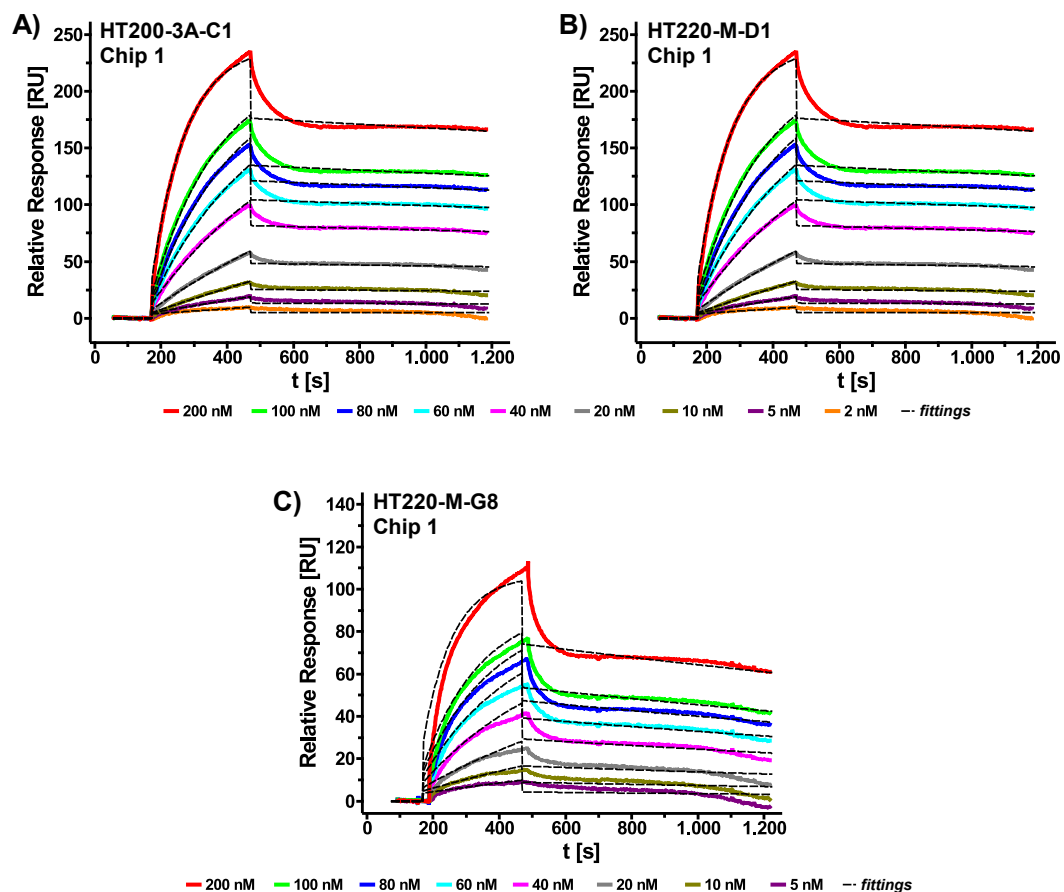 A)
HT200-3A-C1
Chip 1
Relative Response [RU]
250
200
150
100
50
0
0 200 400 600 800 1.000 1.200
t [s]
B)
HT220-M-D1
Chip 1
Relative Response [RU]
250
200
150
100
50
0
0 200 400 600 800 1.000 1.200
t [s]
200 nM 100 nM 80 nM 60 nM 40 nM 20 nM 10 nM 5 nM 2 nM fittings
C)
HT220-M-G8
Chip 1
Relative Response [RU]
140
120
100
80
60
40
20
0
0 200 400 600 800 1.000 1.200
t [s]
200 nM 100 nM 80 nM 60 nM 40 nM 20 nM 10 nM 5 nM fittings